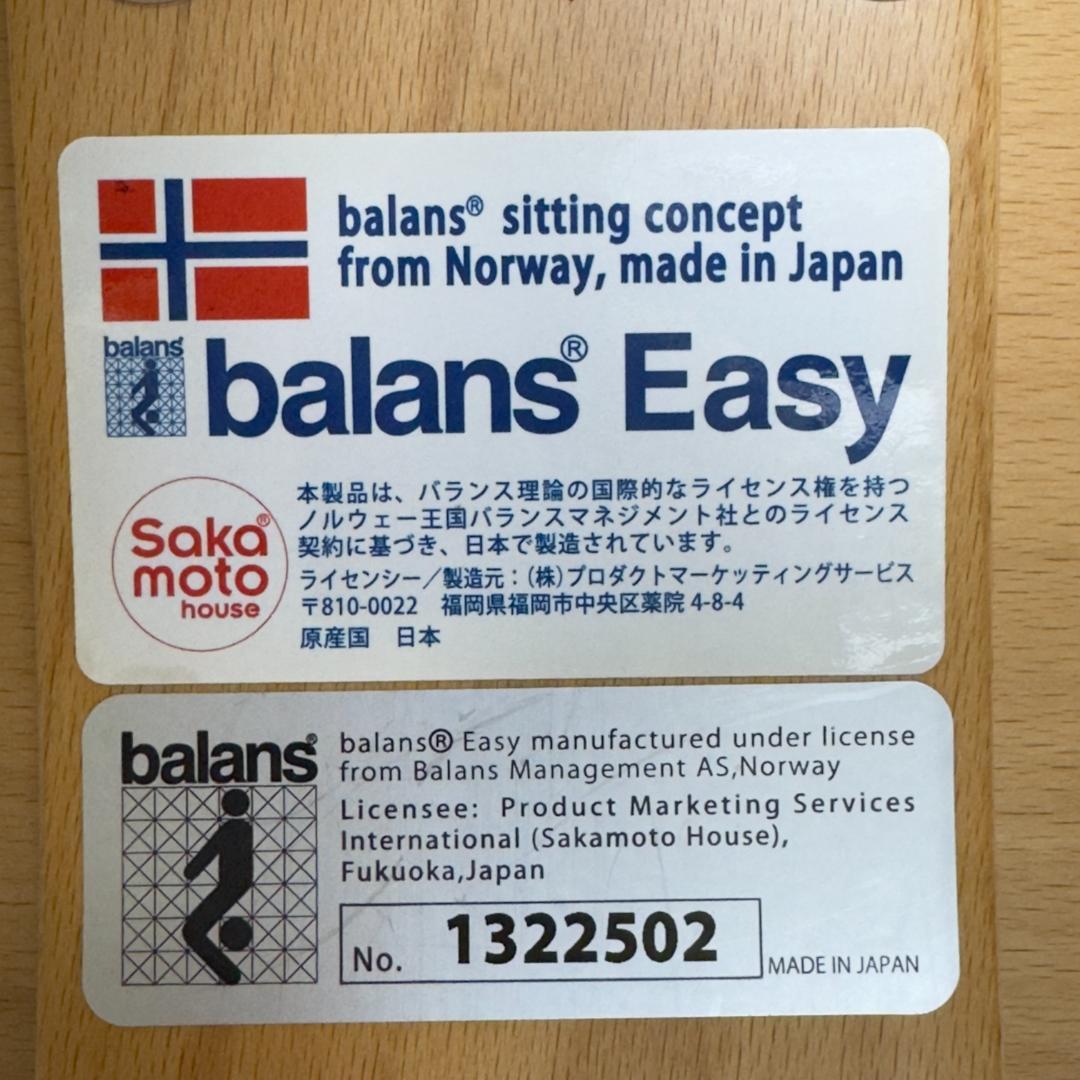 balans® sitting concept
from Norway, made in Japan
balans®
balans® Easy
Saka®
moto
house
本製品は、バランス理論の国際的なライセンス権を持つ
ノルウェー王国バランスマネジメント社とのライセンス
契約に基づき、日本で製造されています。
ライセンシー／製造元：(株)プロダクトマーケッティングサービス
〒810-0022　福岡県福岡市中央区薬院 4-8-4
原産国　日本
balans®
balans® Easy manufactured under license
from Balans Management AS,Norway
Licensee: Product Marketing Services
International (Sakamoto House),
Fukuoka,Japan
No. 1322502
MADE IN JAPAN